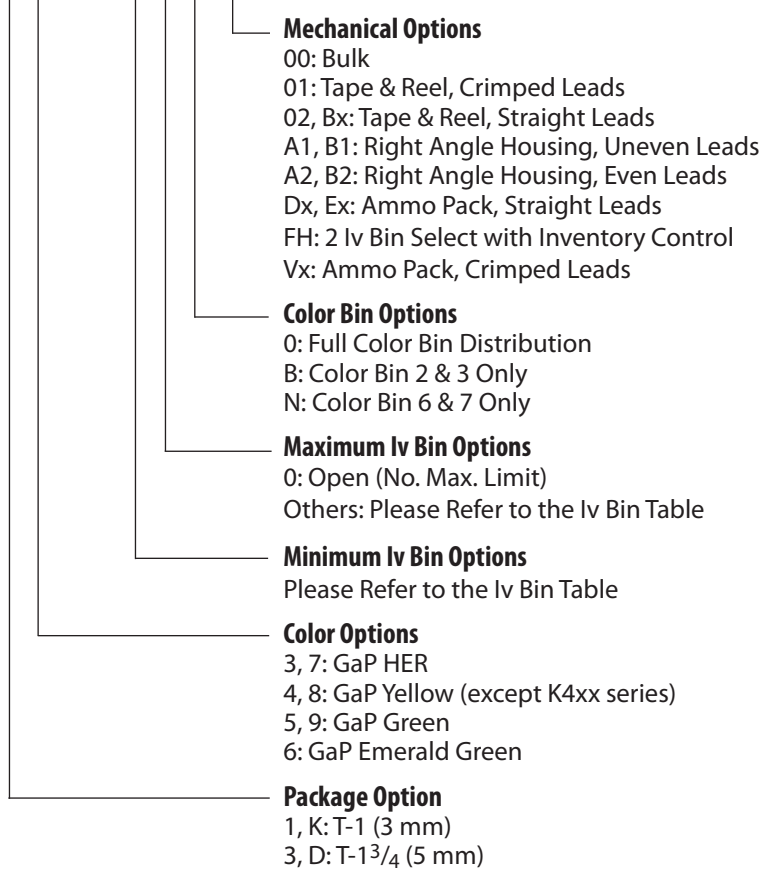 Mechanical Options
00: Bulk
01: Tape & Reel, Crimped Leads
02, Bx: Tape & Reel, Straight Leads
A1, B1: Right Angle Housing, Uneven Leads
A2, B2: Right Angle Housing, Even Leads
Dx, Ex: Ammo Pack, Straight Leads
FH: 2 Iv Bin Select with Inventory Control
Vx: Ammo Pack, Crimped Leads
Color Bin Options
0: Full Color Bin Distribution
B: Color Bin 2 & 3 Only
N: Color Bin 6 & 7 Only
Maximum Iv Bin Options
0: Open (No. Max. Limit)
Others: Please Refer to the Iv Bin Table
Minimum Iv Bin Options
Please Refer to the Iv Bin Table
Color Options
3, 7: GaP HER
4, 8: GaP Yellow (except K4xx series)
5, 9: GaP Green
6: GaP Emerald Green
Package Option
1, K: T-1 (3 mm)
3, D: T-1 3/4 (5 mm)